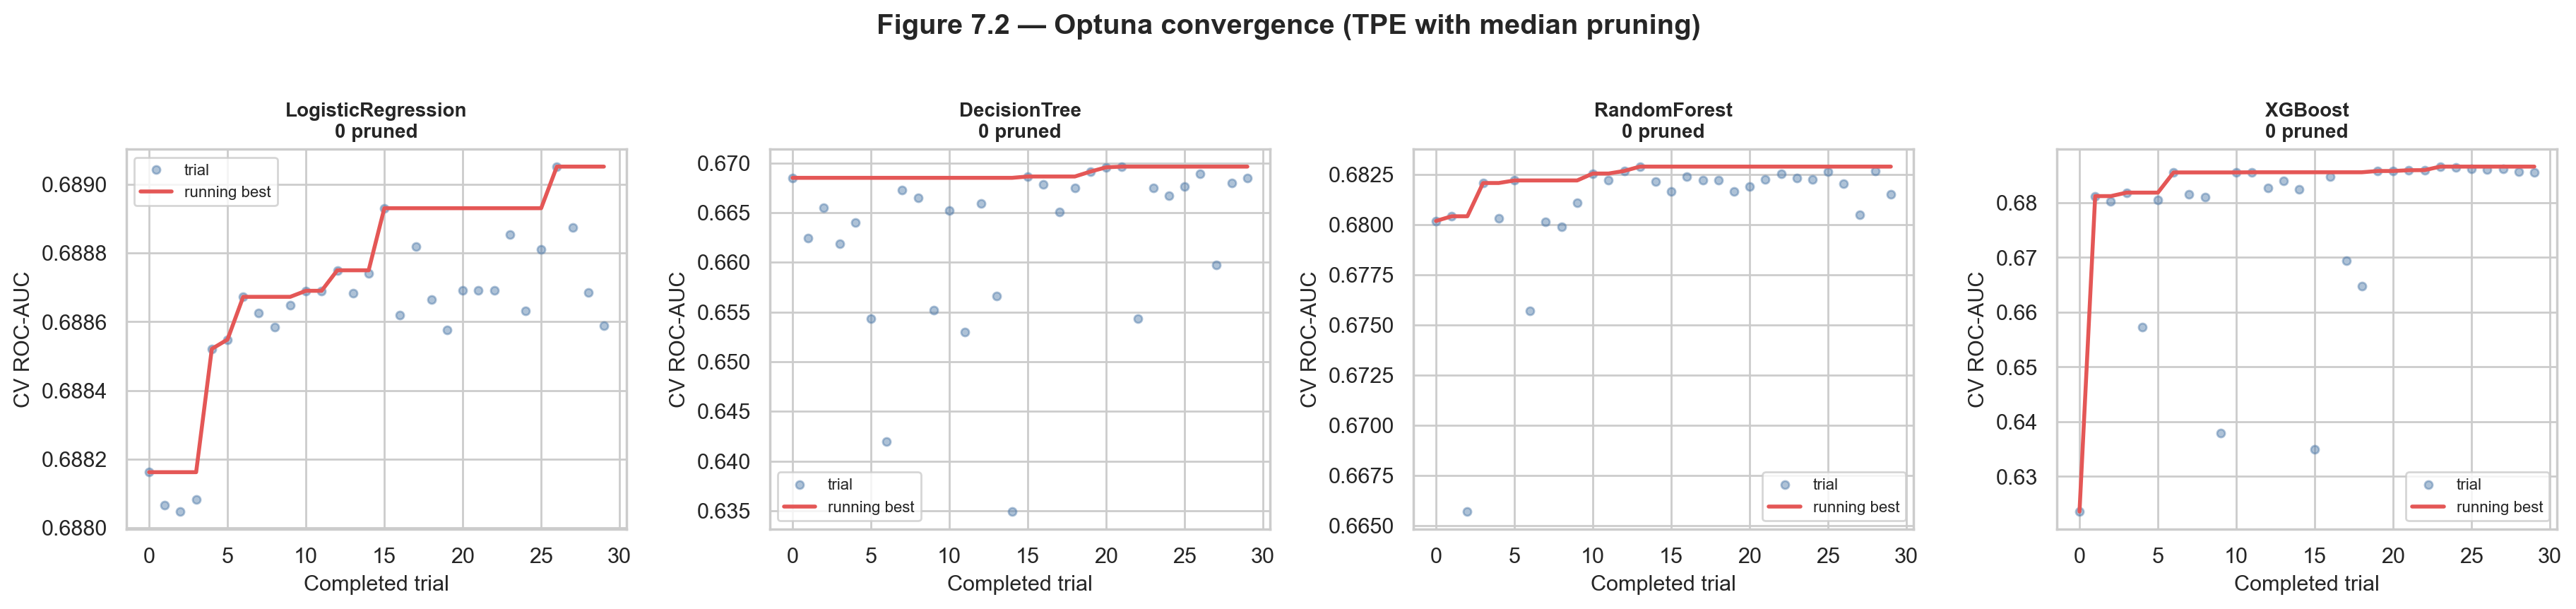 Figure 7.2 — Optuna convergence (TPE with median pruning)
LogisticRegression
0 pruned
trial
running best
CV ROC-AUC
0.6890
0.6888
0.6886
0.6884
0.6882
0.6880
0 5 10 15 20 25 30
Completed trial
DecisionTree
0 pruned
CV ROC-AUC
0.670
0.665
0.660
0.655
0.650
0.645
0.640
0.635
trial
running best
0 5 10 15 20 25 30
Completed trial
RandomForest
0 pruned
CV ROC-AUC
0.6825
0.6800
0.6775
0.6750
0.6725
0.6700
0.6675
0.6650
trial
running best
0 5 10 15 20 25 30
Completed trial
XGBoost
0 pruned
CV ROC-AUC
0.68
0.67
0.66
0.65
0.64
0.63
trial
running best
0 5 10 15 20 25 30
Completed trial